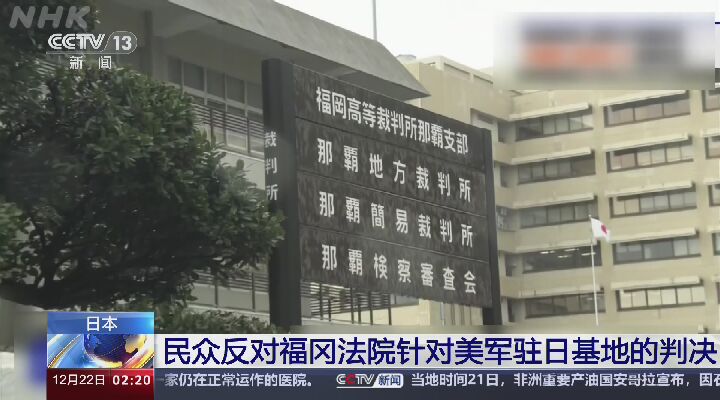 NHK
CCTV 13
新闻
福岡高等裁判所那覇支部
那覇地方裁判所
那覇簡易裁判所
那覇検察審査会
裁判所
日本
民众反对福冈法院针对美军驻日基地的判决
12月22日 02:20
家仍在正常运作的医院。 CCTV 新闻 当地时间21日，非洲重要产油国安哥拉宣布，因